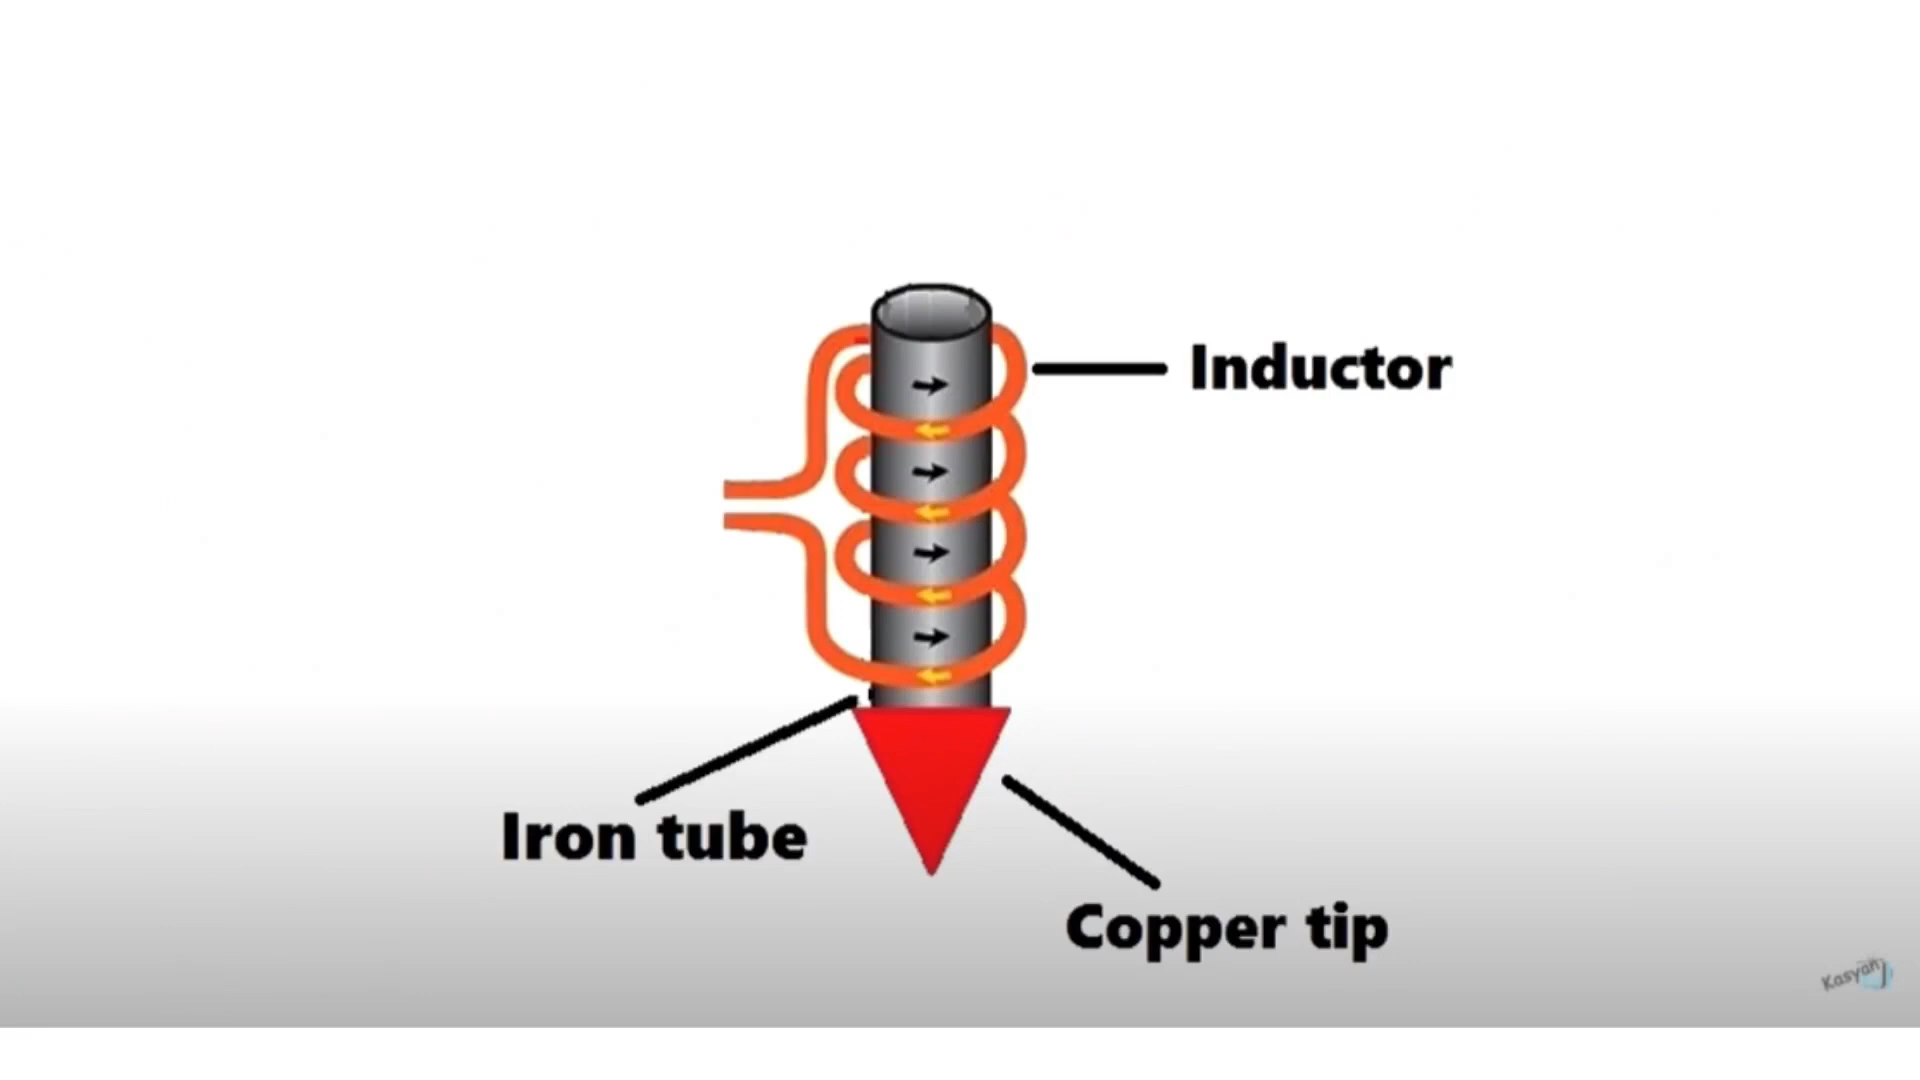 Inductor
Iron tube
Copper tip
Kasyan